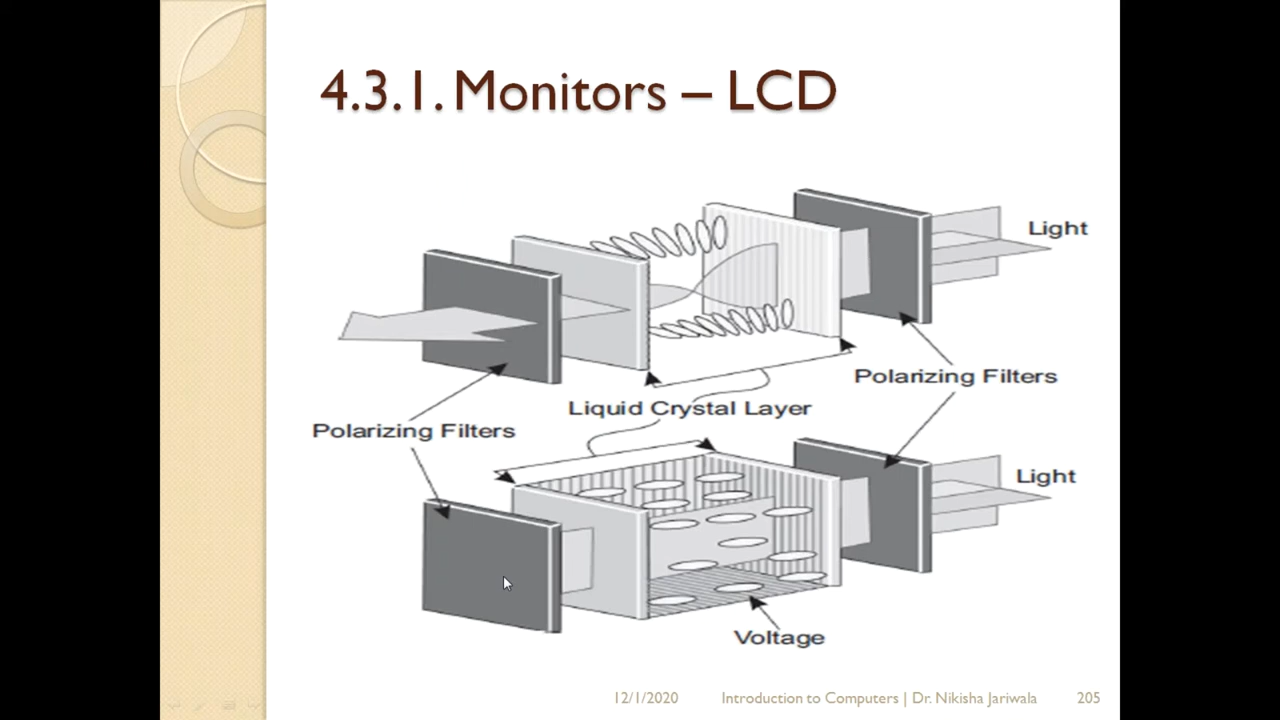 4.3.1. Monitors – LCD
Light
Polarizing Filters
Liquid Crystal Layer
Polarizing Filters
Light
Voltage
12/1/2020 Introduction to Computers | Dr. Nikisha Jariwala 205